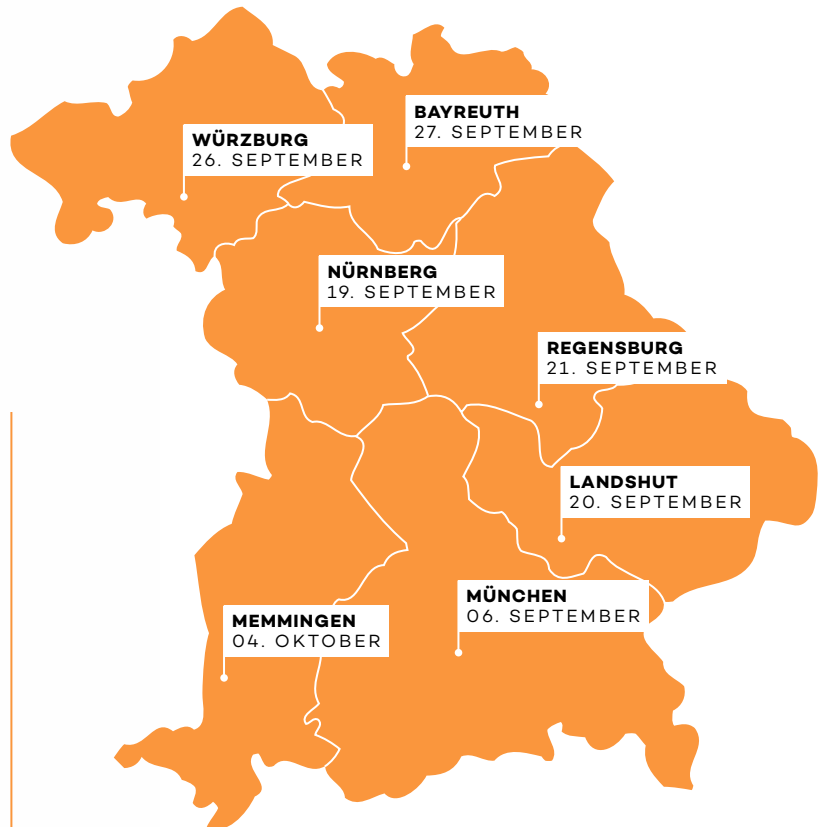 BAYREUTH
27. SEPTEMBER
WÜRZBURG
26. SEPTEMBER
NÜRNBERG
19. SEPTEMBER
REGENSBURG
21. SEPTEMBER
LANDSHUT
20. SEPTEMBER
MÜNCHEN
06. SEPTEMBER
MEMMINGEN
04. OKTOBER